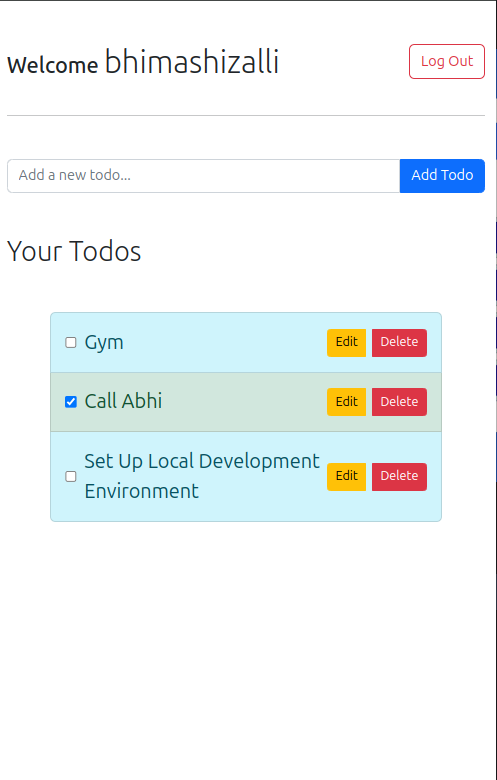 Welcome bhimashizalli
Log Out
Add a new todo...
Add Todo
Your Todos
Gym
Edit
Delete
Call Abhi
Edit
Delete
Set Up Local Development
Environment
Edit
Delete